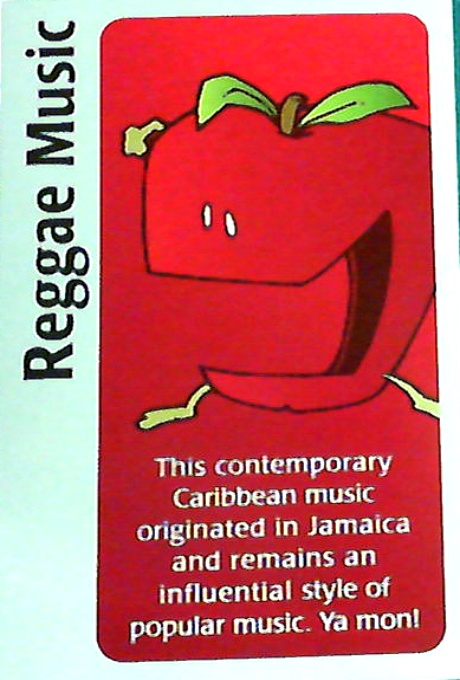 Reggae Music
This contemporary
Caribbean music
originated in Jamaica
and remains an
influential style of
popular music. Ya mon!